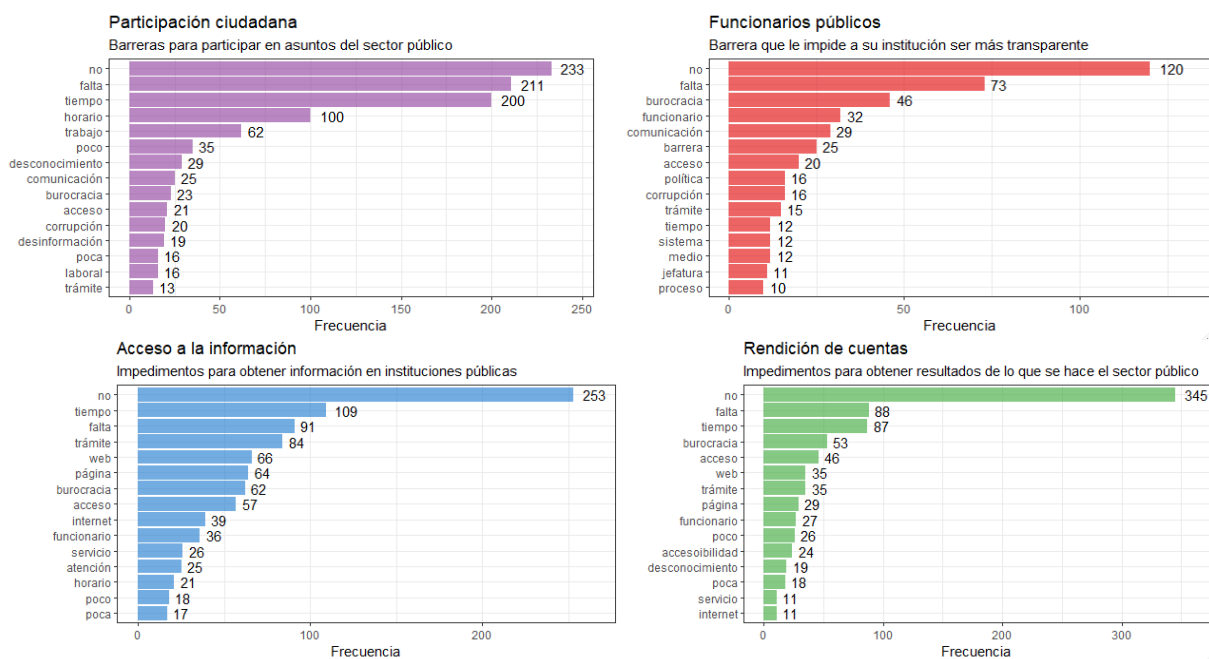 Participación ciudadana
Barreras para participar en asuntos del sector público
no 233
falta 211
tiempo 200
horario 100
trabajo 62
poco 35
desconocimiento 29
comunicación 25
burocracia 23
acceso 21
corrupción 20
desinformación 19
poca 16
laboral 16
trámite 13
0 50 100 150 200 250
Frecuencia
Funcionarios públicos
Barrera que le impide a su institución ser más transparente
no 120
falta 73
burocracia 46
funcionario 32
comunicación 29
barrera 25
acceso 20
política 16
corrupción 16
trámite 15
tiempo 12
sistema 12
medio 12
jefatura 11
proceso 10
0 50 100
Frecuencia
Acceso a la información
Impedimentos para obtener información en instituciones públicas
no 253
tiempo 109
falta 91
trámite 84
web 66
página 64
burocracia 62
acceso 57
internet 39
funcionario 36
servicio 26
atención 25
horario 21
poco 18
poca 17
0 100 200
Frecuencia
Rendición de cuentas
Impedimentos para obtener resultados de lo que se hace el sector público
no 345
falta 88
tiempo 87
burocracia 53
acceso 46
web 35
trámite 35
página 29
funcionario 27
poco 26
accesoibilidad 24
desconocimiento 19
poca 18
servicio 11
internet 11
0 100 200 300
Frecuencia